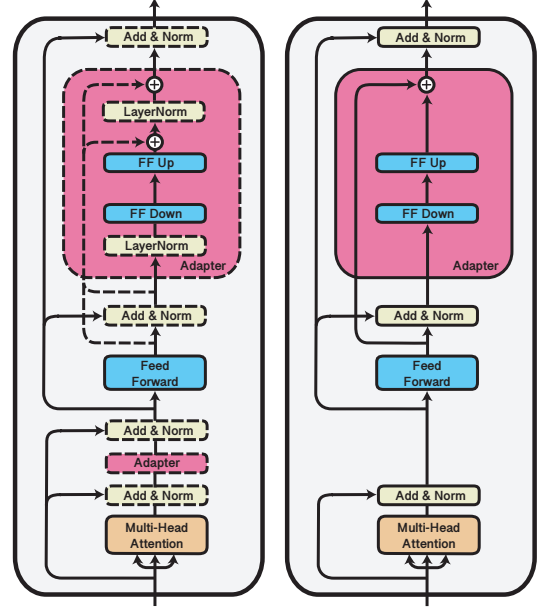 Add & Norm
LayerNorm
FF Up
FF Down
LayerNorm
Adapter
Add & Norm
Feed
Forward
Add & Norm
Adapter
Add & Norm
Multi-Head
Attention
Add & Norm
FF Up
FF Down
Adapter
Add & Norm
Feed
Forward
Add & Norm
Multi-Head
Attention